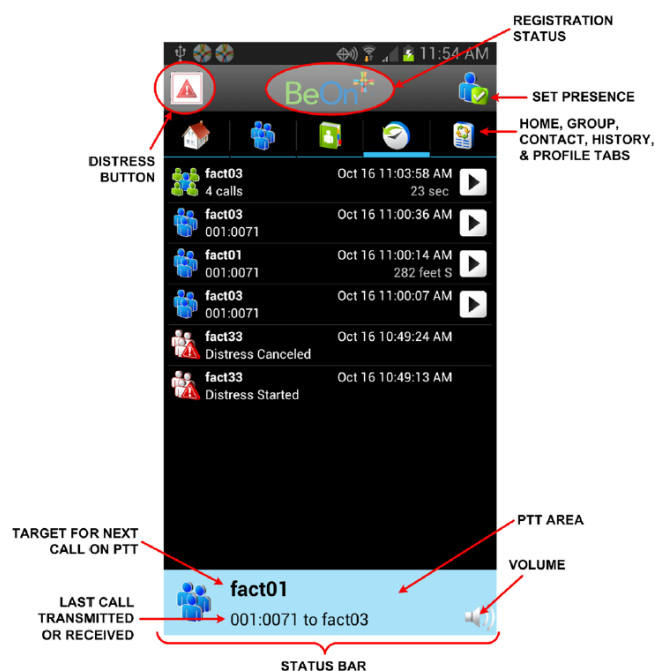 REGISTRATION
STATUS
11:54 AM
BeOn
SET PRESENCE
HOME, GROUP,
CONTACT, HISTORY,
& PROFILE TABS
DISTRESS
BUTTON
fact03 Oct 16 11:03:58 AM
4 calls 23 sec
fact03 Oct 16 11:00:36 AM
001:0071
fact01 Oct 16 11:00:14 AM
001:0071 282 feet S
fact03 Oct 16 11:00:07 AM
001:0071
fact33 Oct 16 10:49:24 AM
Distress Canceled
fact33 Oct 16 10:49:13 AM
Distress Started
TARGET FOR NEXT
CALL ON PTT
PTT AREA
VOLUME
fact01
LAST CALL
TRANSMITTED
OR RECEIVED
001:0071 to fact03
STATUS BAR